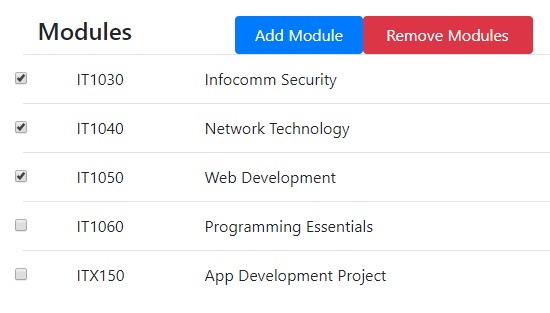 Modules Add Module Remove Modules
IT1030 Infocomm Security
IT1040 Network Technology
IT1050 Web Development
IT1060 Programming Essentials
ITX150 App Development Project